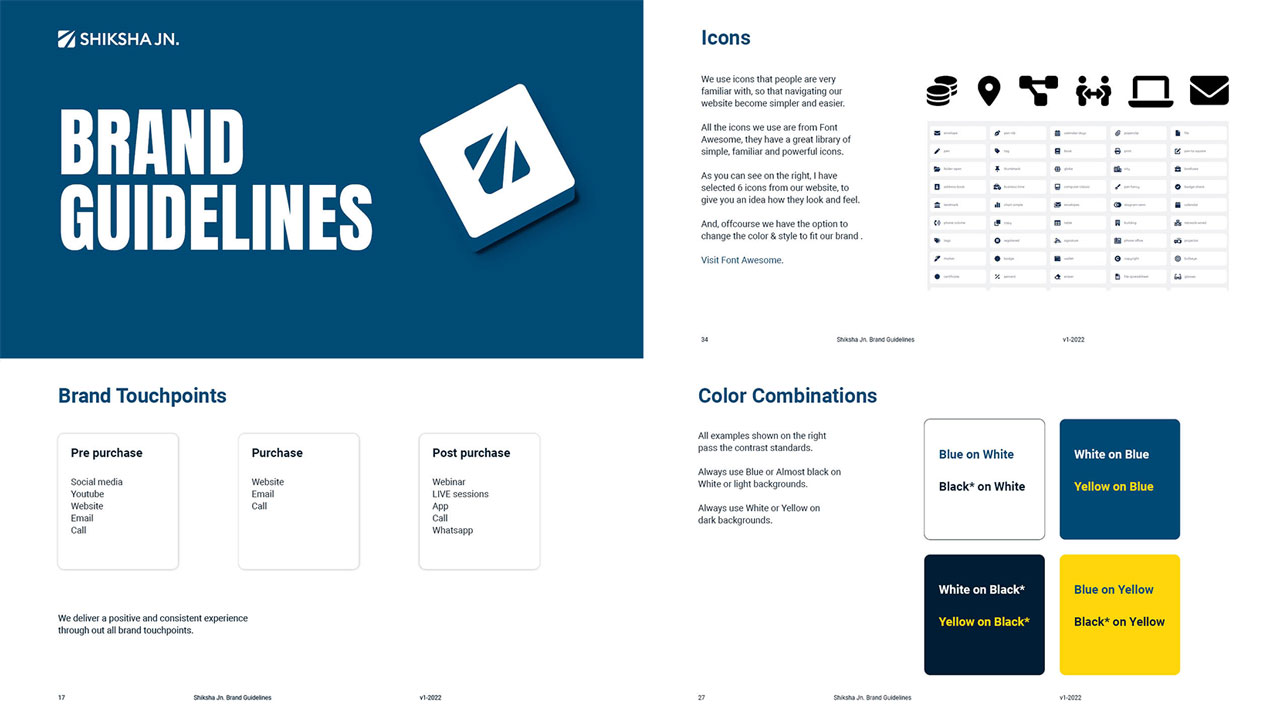 SHIKSHA JN.
BRAND
GUIDELINES
Icons
We use icons that people are very
familiar with, so that navigating our
website become simpler and easier.
All the icons we use are from Font
Awesome, they have a great library of
simple, familiar and powerful icons.
As you can see on the right, I have
selected 6 icons from our website, to
give you an idea how they look and feel.
And, offcourse we have the option to
change the color & style to fit our brand .
Visit Font Awesome.
34
Shiksha Jn. Brand Guidelines
v1-2022
Brand Touchpoints
Pre purchase
Social media
Youtube
Website
Email
Call
Purchase
Website
Email
Call
Post purchase
Webinar
LIVE sessions
App
Call
Whatsapp
We deliver a positive and consistent experience
through out all brand touchpoints.
17
Shiksha Jn. Brand Guidelines
v1-2022
Color Combinations
All examples shown on the right
pass the contrast standards.
Always use Blue or Almost black on
White or light backgrounds.
Always use White or Yellow on
dark backgrounds.
Blue on White
Black* on White
White on Blue
Yellow on Blue
White on Black*
Yellow on Black*
Blue on Yellow
Black* on Yellow
27
Shiksha Jn. Brand Guidelines
v1-2022